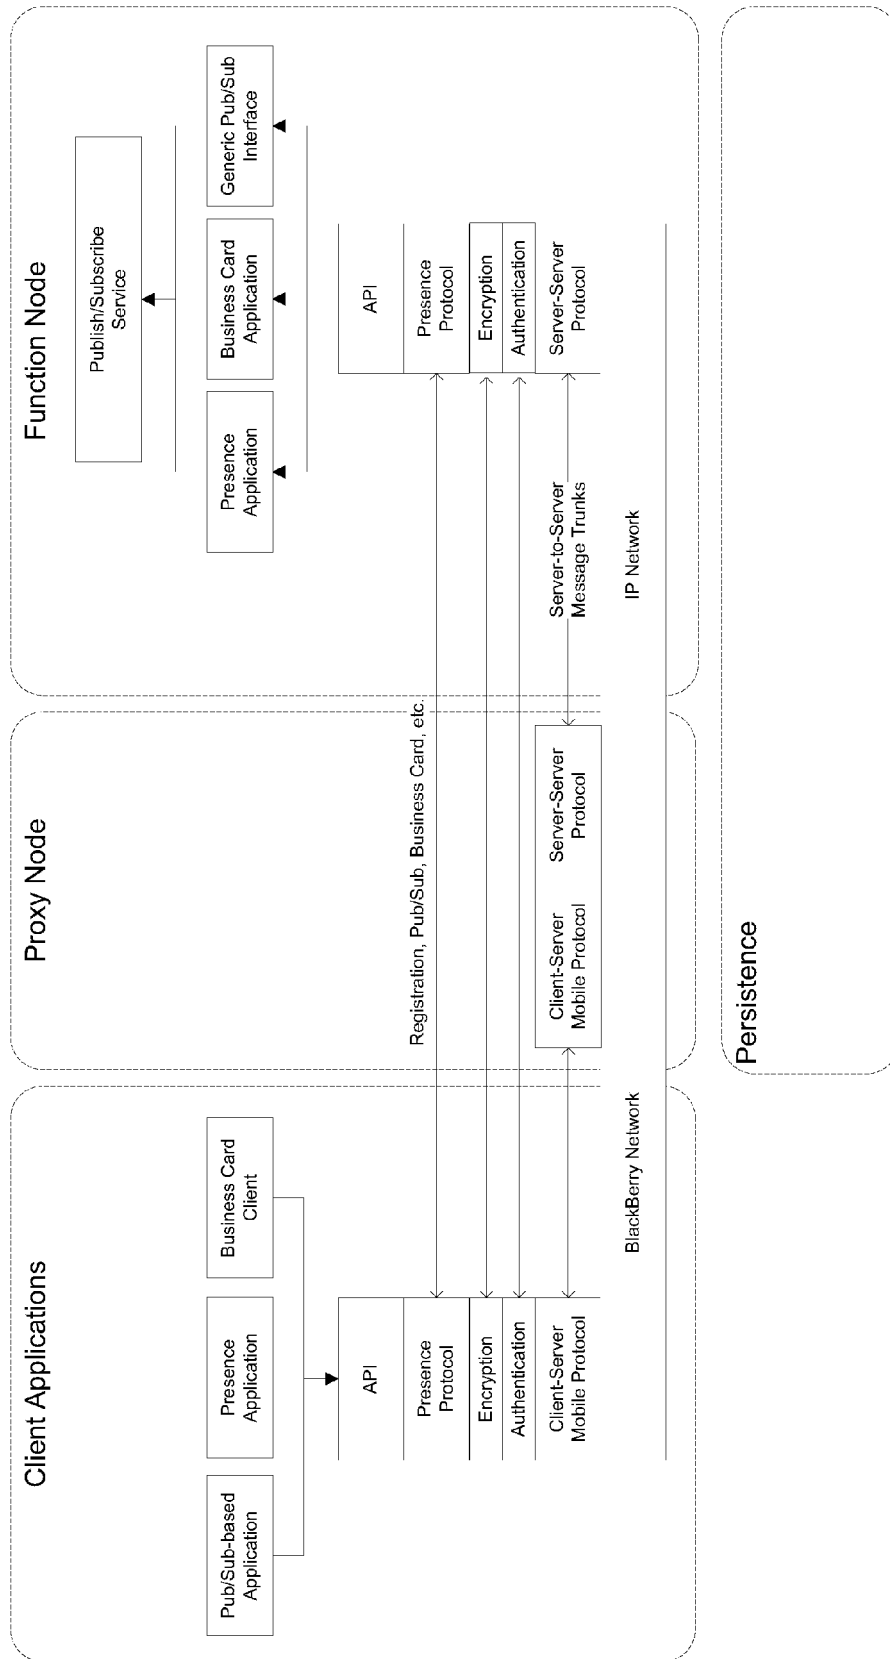 Client Applications
Pub/Sub-based
Application
Presence
Application
Business Card
Client
API
Presence
Protocol
Encryption
Authentication
Client-Server
Mobile Protocol
BlackBerry Network
Proxy Node
Registration, Pub/Sub, Business Card, etc.
Client-Server
Mobile Protocol
Server-Server
Protocol
Function Node
Publish/Subscribe
Service
Presence
Application
Business Card
Application
Generic Pub/Sub
Interface
API
Presence
Protocol
Encryption
Authentication
Server-Server
Protocol
Server-to-Server
Message Trunks
IP Network
Persistence